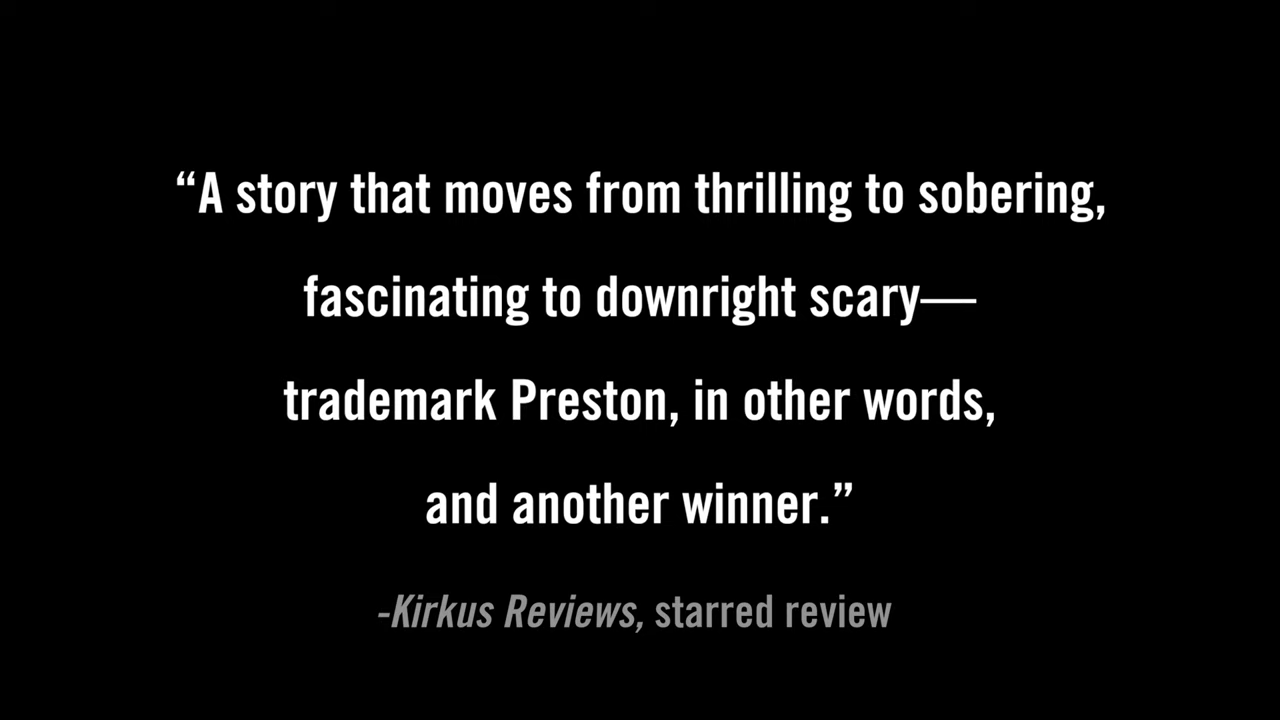 “A story that moves from thrilling to sobering,
fascinating to downright scary—
trademark Preston, in other words,
and another winner.”
-Kirkus Reviews, starred review